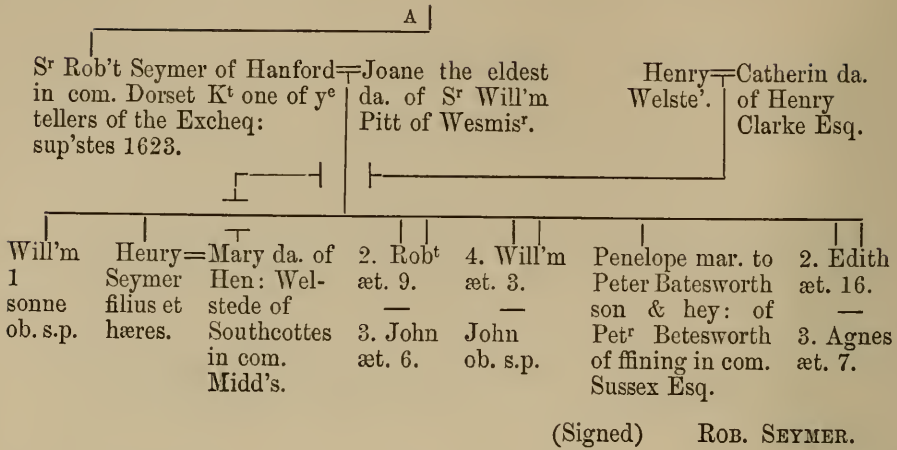 A
Sʳ Rob't Seymer of Hanford
in com. Dorset Kᵗ one of yᵉ
tellers of the Excheq:
sup'stes 1623.
Joane the eldest
da. of Sʳ Will'm
Pitt of Wesmisʳ.
Henry
Welste'.
Catherin da.
of Henry
Clarke Esq.
Will'm
1
sonne
ob. s.p.
Henry
Seymer
filius et
hæres.
Mary da. of
Hen: Wel-
stede of
Southcottes
in com.
Midd's.
2. Robᵗ
æt. 9.
—
3. John
æt. 6.
4. Will'm
æt. 3.
—
John
ob. s.p.
Penelope mar. to
Peter Batesworth
son & hey: of
Petʳ Betesworth
of ffining in com.
Sussex Esq.
2. Edith
æt. 16.
—
3. Agnes
æt. 7.
(Signed) ROB. SEYMER.